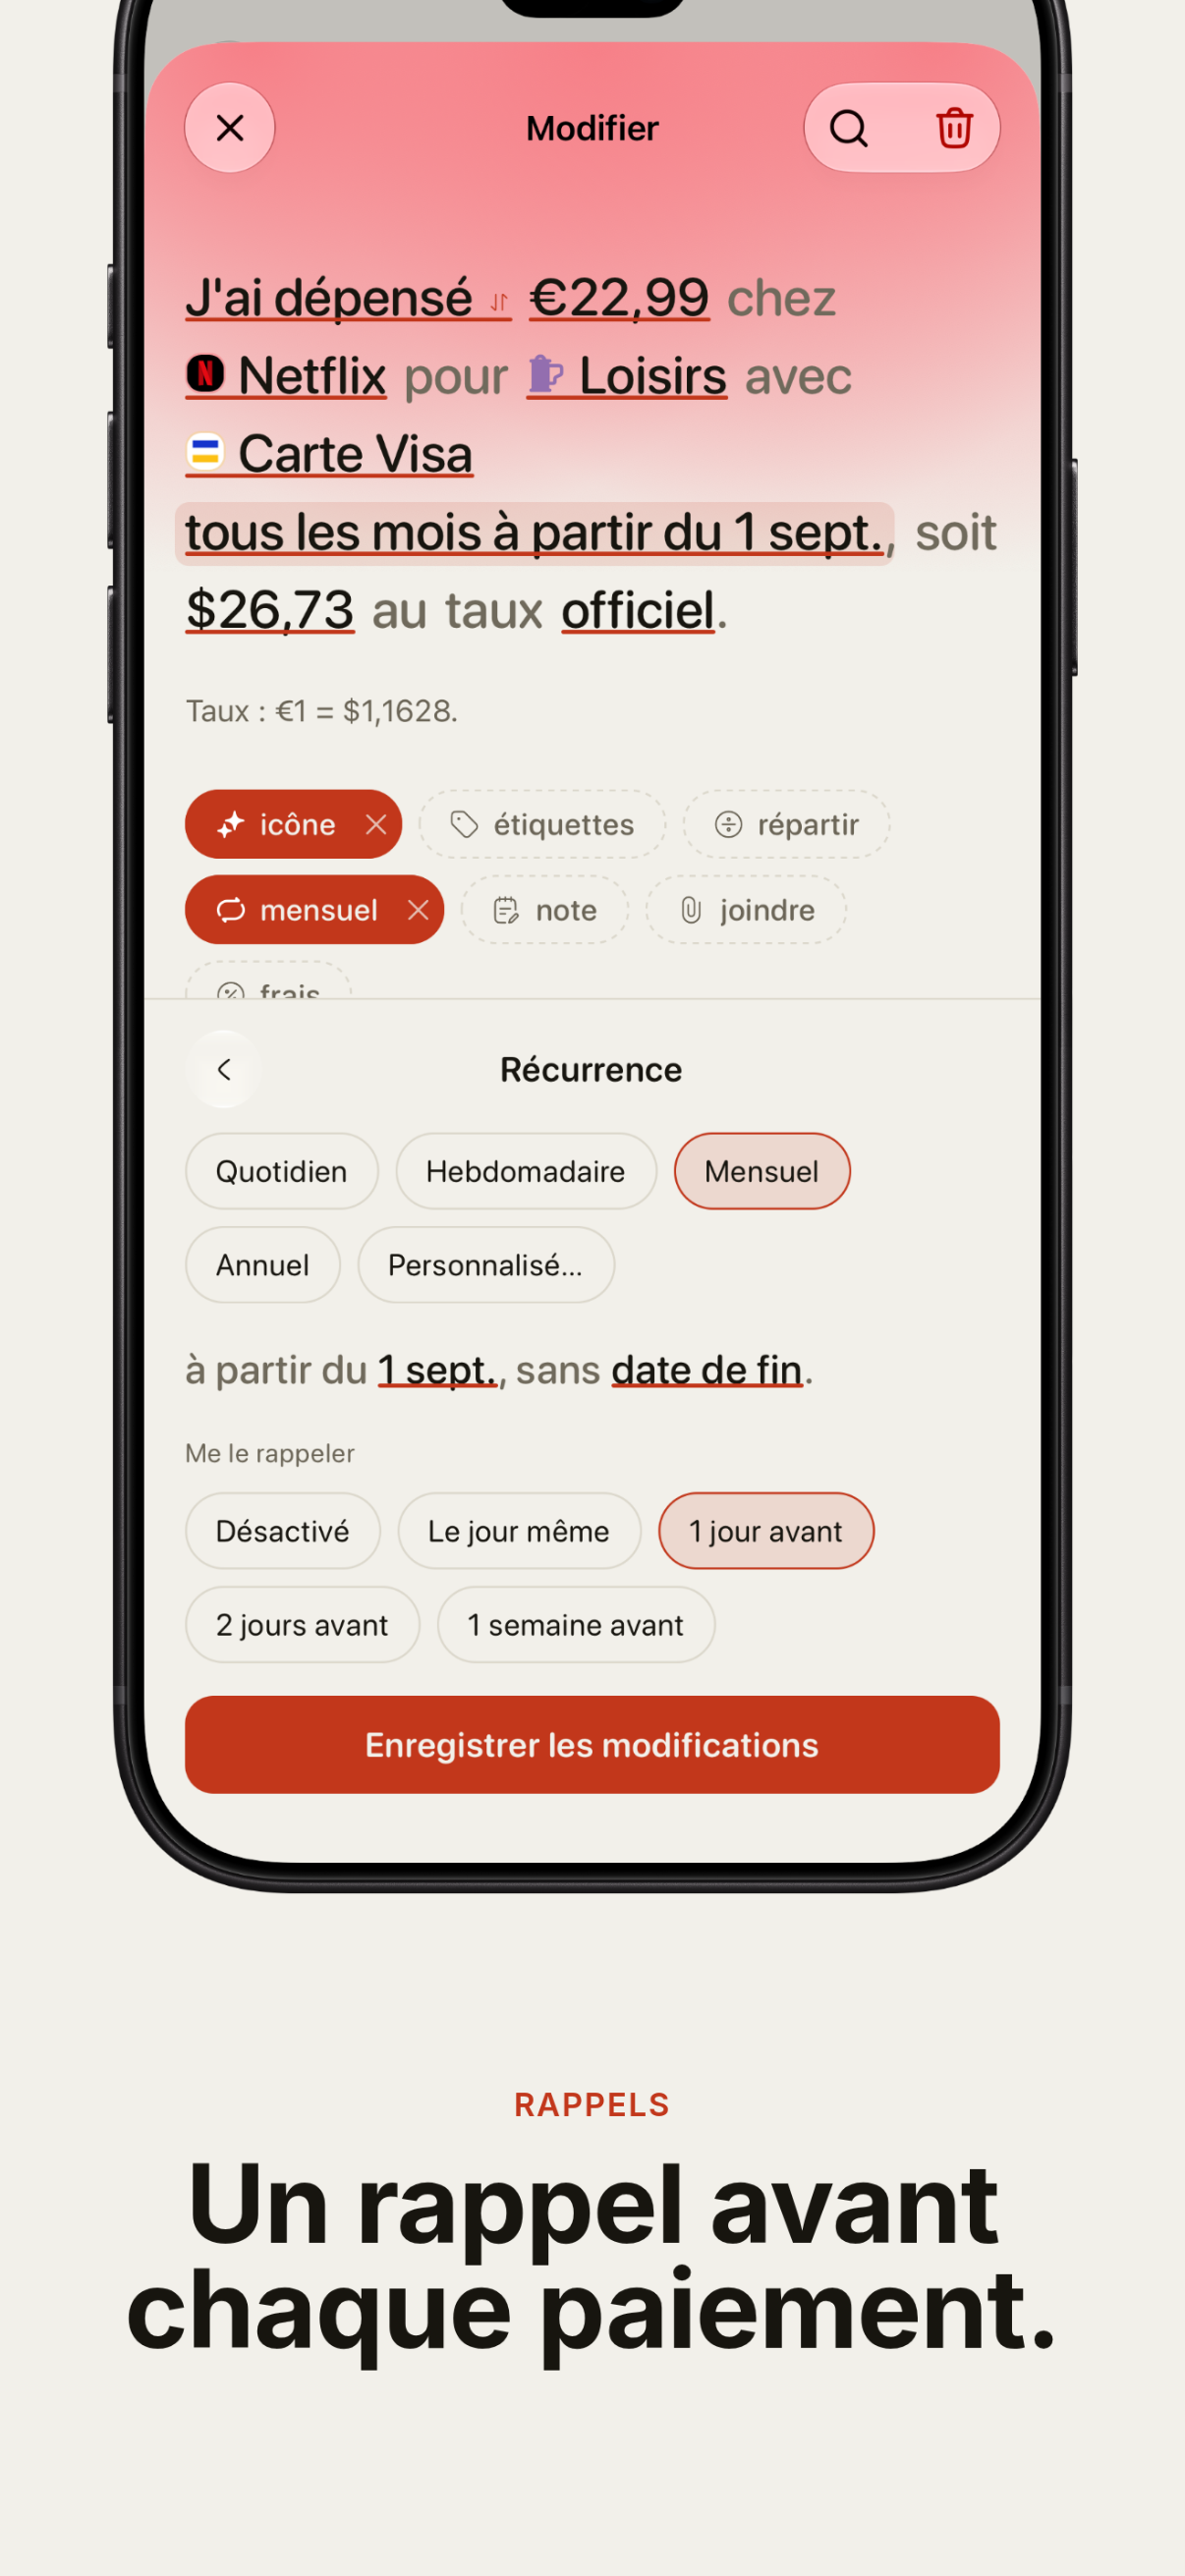 Modifier
J'ai dépensé €22,99 chez
Netflix pour Loisirs avec
Carte Visa
tous les mois à partir du 1 sept., soit
$26,73 au taux officiel.
Taux : €1 = $1,1628.
icône étiquettes répartir
mensuel note joindre
frais
Récurrence
Quotidien Hebdomadaire Mensuel
Annuel Personnalisé...
à partir du 1 sept., sans date de fin.
Me le rappeler
Désactivé Le jour même 1 jour avant
2 jours avant 1 semaine avant
Enregistrer les modifications
RAPPELS
Un rappel avant
chaque paiement.